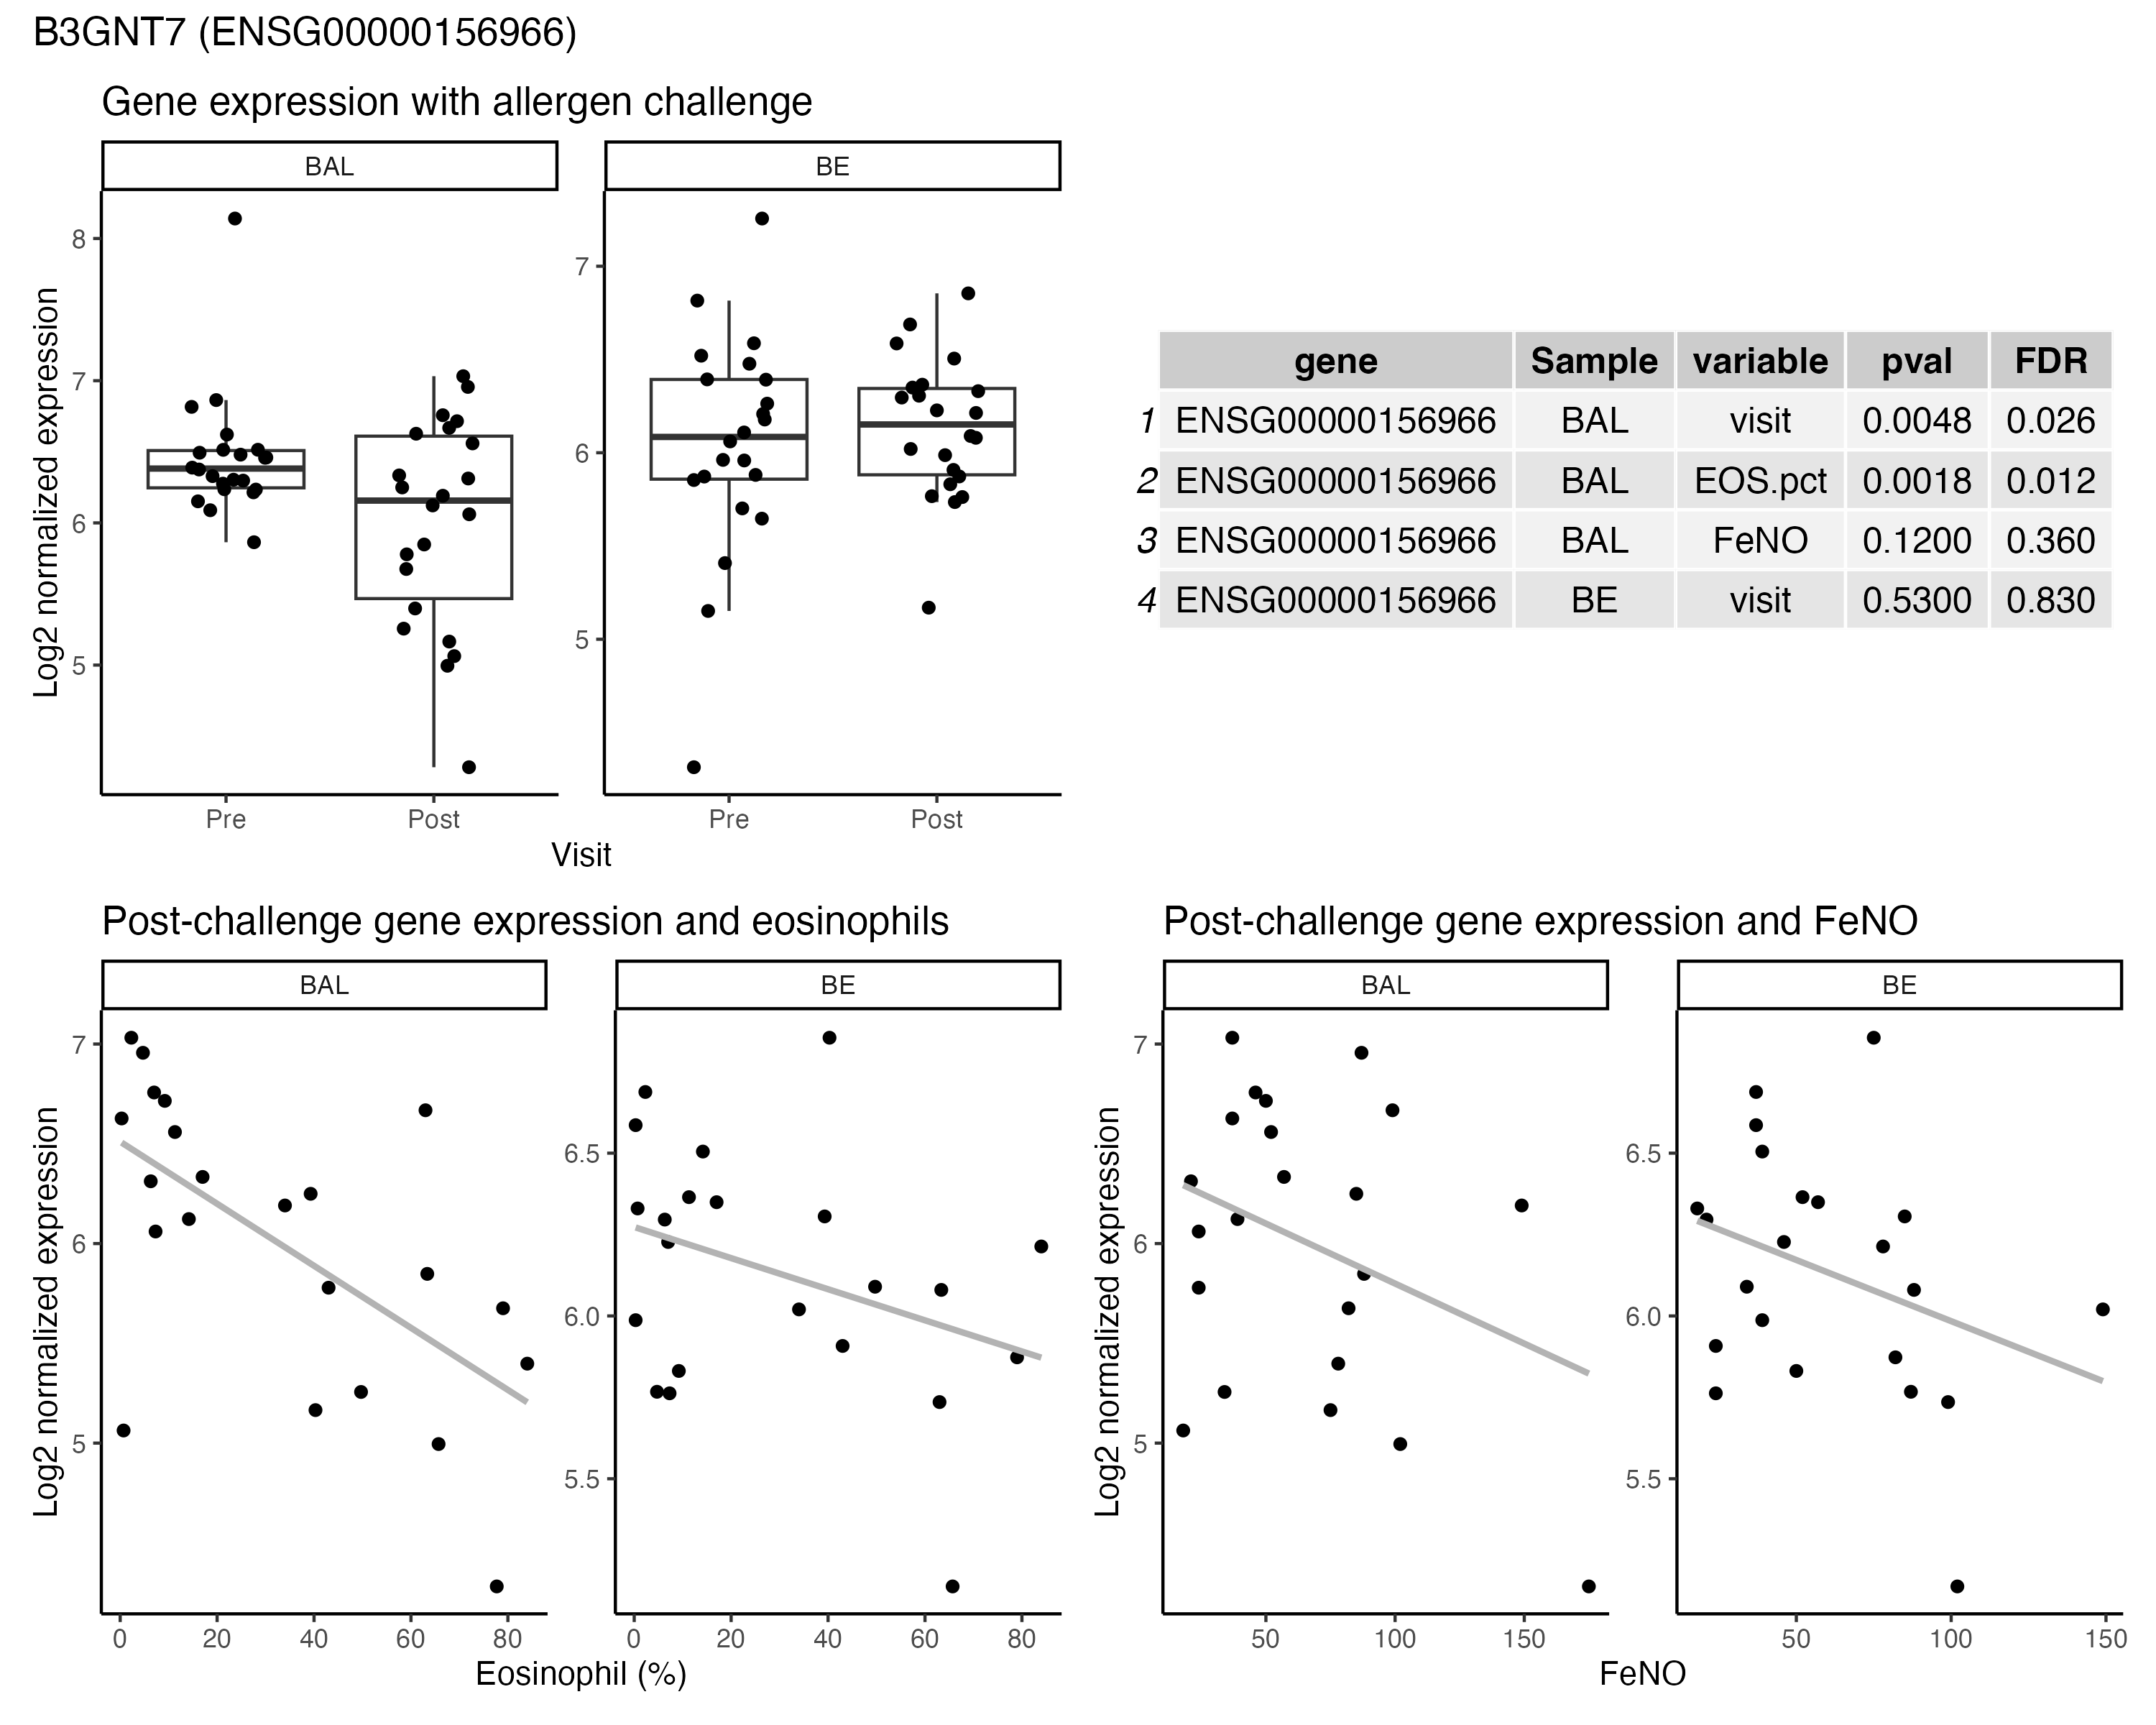 B3GNT7 (ENSG00000156966)
Gene expression with allergen challenge
BAL
BE
Log2 normalized expression
8
7
6
5
7
6
5
Pre
Post
Pre
Post
Visit
gene Sample variable pval FDR
1 ENSG00000156966 BAL visit 0.0048 0.026
2 ENSG00000156966 BAL EOS.pct 0.0018 0.012
3 ENSG00000156966 BAL FeNO 0.1200 0.360
4 ENSG00000156966 BE visit 0.5300 0.830
Post-challenge gene expression and eosinophils
BAL
BE
Log2 normalized expression
7
6
5
6.5
6.0
5.5
0 20 40 60 80
0 20 40 60 80
Eosinophil (%)
Post-challenge gene expression and FeNO
BAL
BE
Log2 normalized expression
7
6
5
6.5
6.0
5.5
50 100 150
50 100 150
FeNO